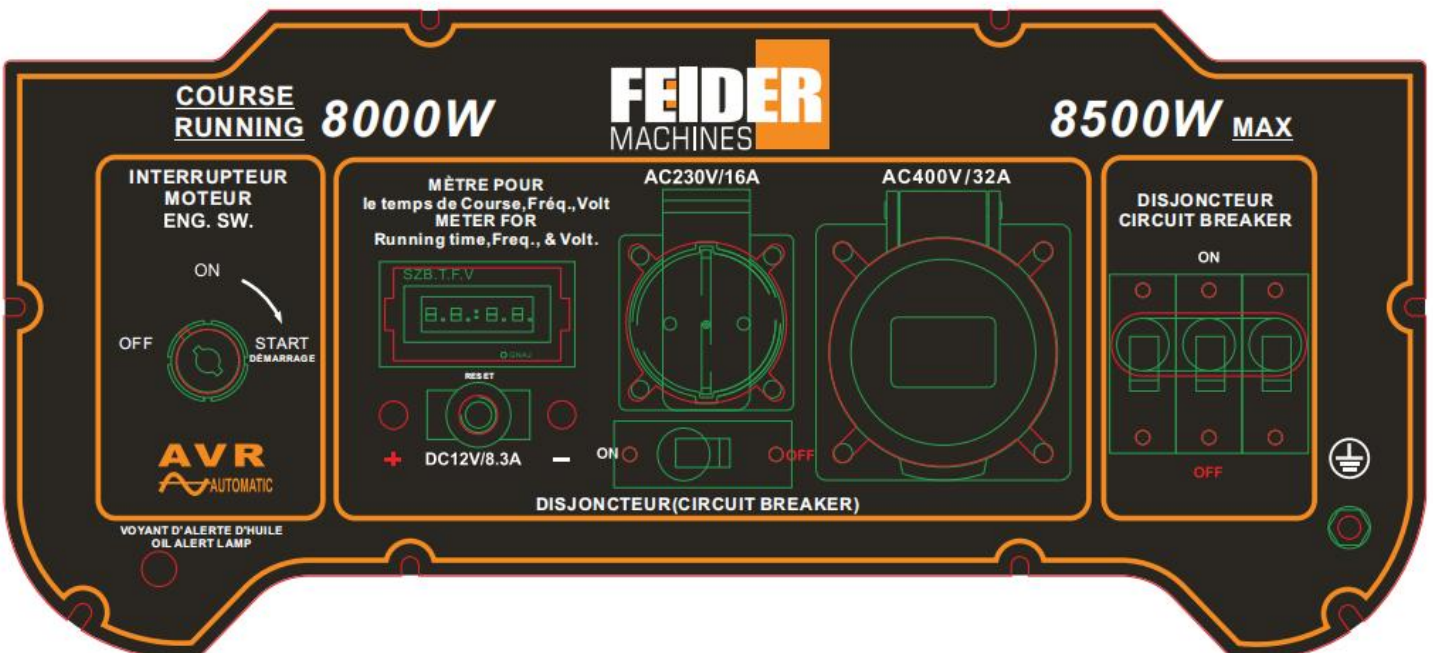 COURSE
RUNNING 8000W
FEIDER
MACHINES
8500W MAX
INTERRUPTEUR
MOTEUR
ENG. SW.
ON
OFF
START
DÉMARRAGE
AVR
AUTOMATIC
VOYANT D'ALERTE D'HUILE
OIL ALERT LAMP
MÈTRE POUR
le temps de Course,Fréq.,Volt
METER FOR
Running time,Freq., & Volt.
SZB.T.F.V
8.8.:8.8.
RESET
+ DC12V/8.3A −
AC230V/16A
ON OFF
AC400V/32A
DISJONCTEUR(CIRCUIT BREAKER)
DISJONCTEUR
CIRCUIT BREAKER
ON
OFF